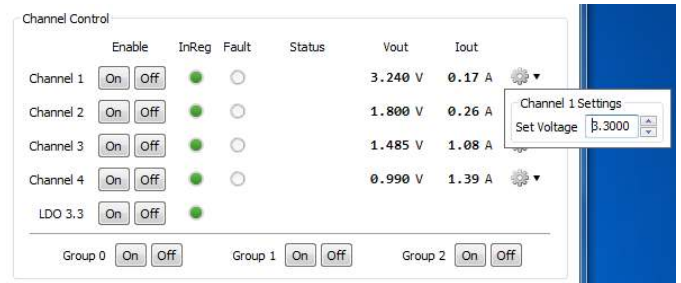 Channel Control
Enable InReg Fault Status Vout Iout
Channel 1 On Off 3.240 V 0.17 A
Channel 2 On Off 1.800 V 0.26 A
Channel 1 Settings
Set Voltage 3.3000
Channel 3 On Off 1.485 V 1.08 A
Channel 4 On Off 0.990 V 1.39 A
LDO 3.3 On Off
Group 0 On Off Group 1 On Off Group 2 On Off